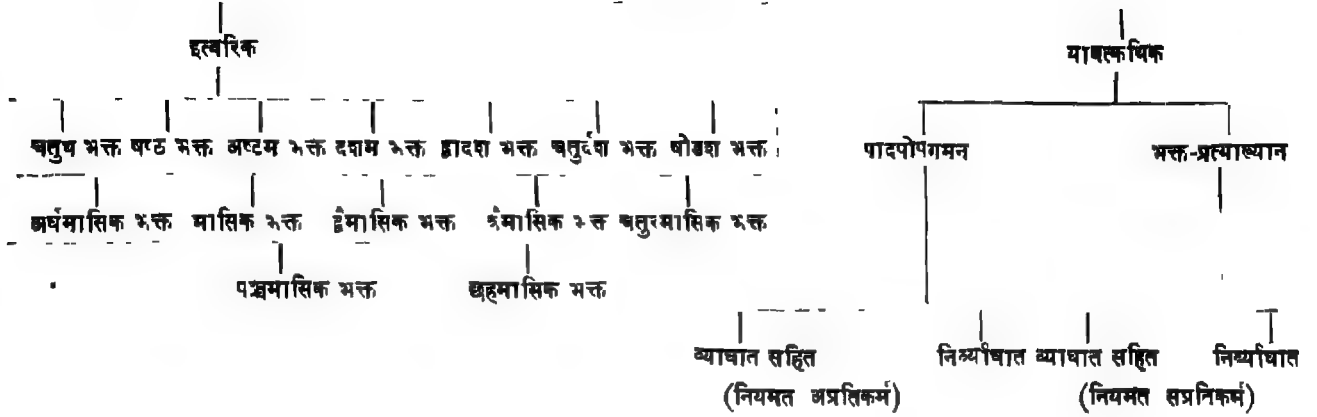 इत्वरिक
यावत्कथिक
चतुथ भक्त षष्ठ भक्त अष्टम भक्त दशम भक्त द्वादश भक्त चतुर्दश भक्त षोडश भक्त
पादपोपगमन
भक्त-प्रत्याख्यान
अर्धमासिक भक्त मासिक भक्त द्वैमासिक भक्त त्रैमासिक भक्त चतुरमासिक भक्त
पञ्चमासिक भक्त
छहमासिक भक्त
व्याघात सहित
निर्व्याघात
व्याघात सहित
निर्व्याघात
(नियमत अप्रतिकर्म)
(नियमत सप्रतिकर्म)